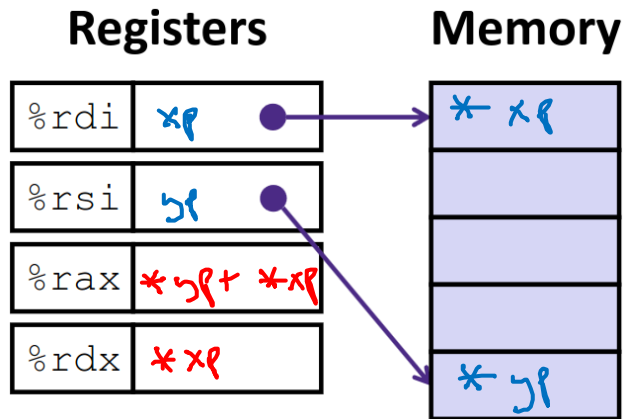 Registers Memory
%rdi xp * xp
%rsi yp
%rax *yp+ *xp
%rdx *xp * yp